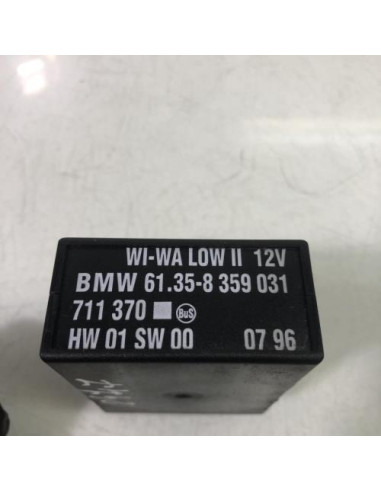 WI-WA LOW II 12V
BMW 61.35-8 359 031
711 370 BuS
HW 01 SW 00 07 96